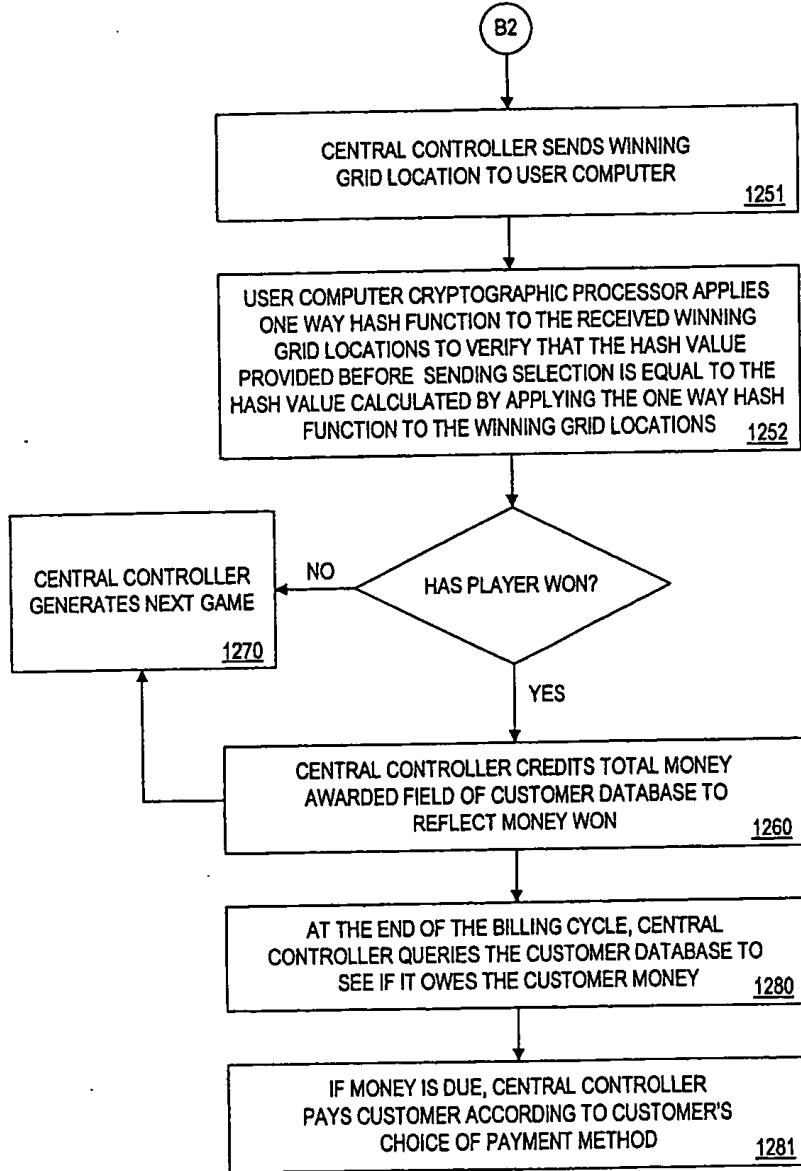 B2
CENTRAL CONTROLLER SENDS WINNING
GRID LOCATION TO USER COMPUTER
1251
USER COMPUTER CRYPTOGRAPHIC PROCESSOR APPLIES
ONE WAY HASH FUNCTION TO THE RECEIVED WINNING
GRID LOCATIONS TO VERIFY THAT THE HASH VALUE
PROVIDED BEFORE SENDING SELECTION IS EQUAL TO THE
HASH VALUE CALCULATED BY APPLYING THE ONE WAY HASH
FUNCTION TO THE WINNING GRID LOCATIONS
1252
HAS PLAYER WON?
NO
CENTRAL CONTROLLER
GENERATES NEXT GAME
1270
YES
CENTRAL CONTROLLER CREDITS TOTAL MONEY
AWARDED FIELD OF CUSTOMER DATABASE TO
REFLECT MONEY WON
1260
AT THE END OF THE BILLING CYCLE, CENTRAL
CONTROLLER QUERIES THE CUSTOMER DATABASE TO
SEE IF IT OWES THE CUSTOMER MONEY
1280
IF MONEY IS DUE, CENTRAL CONTROLLER
PAYS CUSTOMER ACCORDING TO CUSTOMER'S
CHOICE OF PAYMENT METHOD
1281